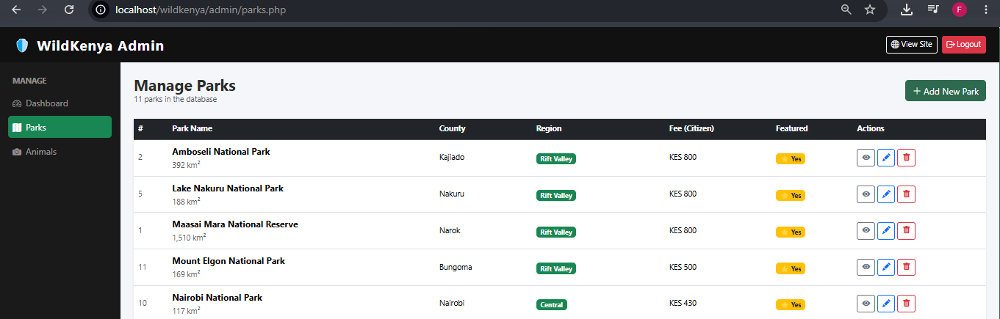 localhost/wildkenya/admin/parks.php
F
WildKenya Admin
View Site
Logout
MANAGE
Dashboard
Parks
Animals
Manage Parks
11 parks in the database
+ Add New Park
# Park Name County Region Fee (Citizen) Featured Actions
2 Amboseli National Park Kajiado Rift Valley KES 800 Yes
392 km²
5 Lake Nakuru National Park Nakuru Rift Valley KES 800 Yes
188 km²
1 Maasai Mara National Reserve Narok Rift Valley KES 800 Yes
1,510 km²
11 Mount Elgon National Park Bungoma Rift Valley KES 500 Yes
169 km²
10 Nairobi National Park Nairobi Central KES 430 Yes
117 km²